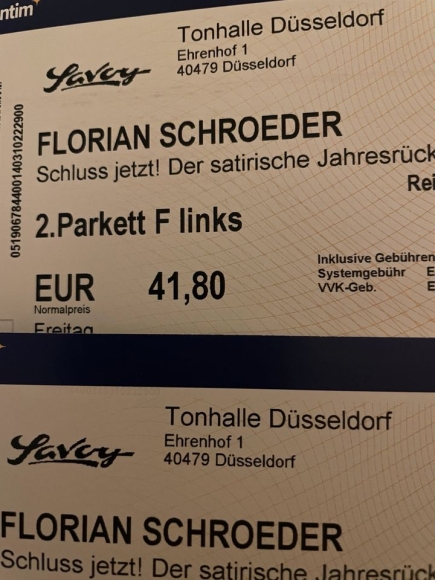 ntim
Savoy
Tonhalle Düsseldorf
Ehrenhof 1
40479 Düsseldorf
0519067844001403102222900
FLORIAN SCHROEDER
Schluss jetzt! Der satirische Jahresrück
Rei
2.Parkett F links
EUR 41,80
Normalpreis
Inklusive Gebühren
Systemgebühr E
VVK-Geb. E
Freitag
Savoy
Tonhalle Düsseldorf
Ehrenhof 1
40479 Düsseldorf
FLORIAN SCHROEDER
Schluss jetzt! Der satirische Jahresrück